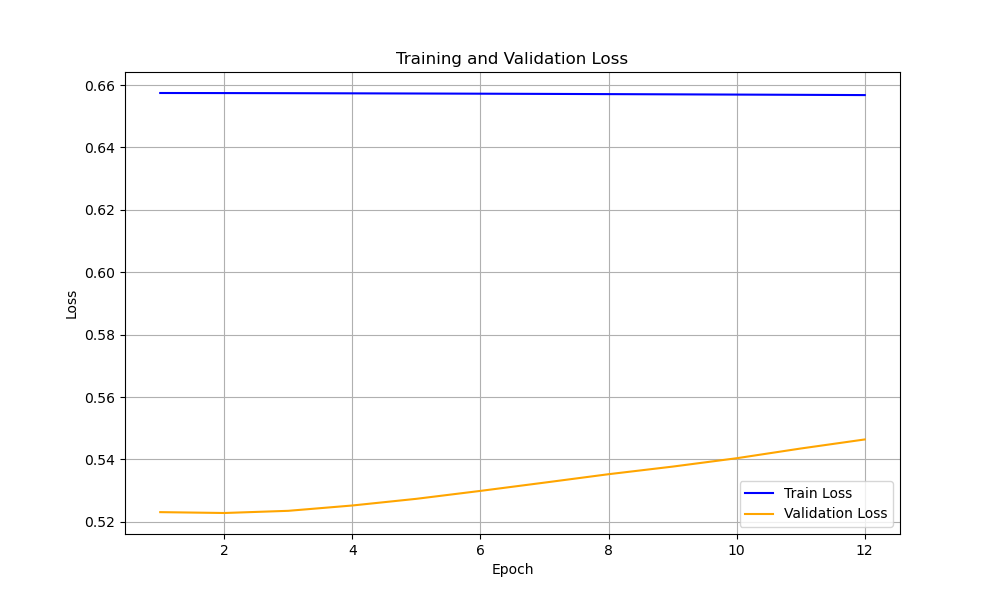 Training and Validation Loss
Loss
0.66
0.64
0.62
0.60
0.58
0.56
0.54
0.52
Train Loss
Validation Loss
2 4 6 8 10 12
Epoch